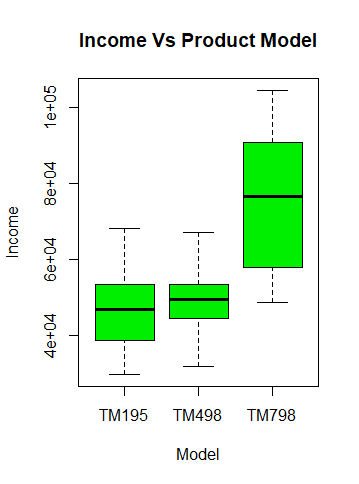 Income Vs Product Model
1e+05
8e+04
6e+04
4e+04
Income
TM195 TM498 TM798
Model